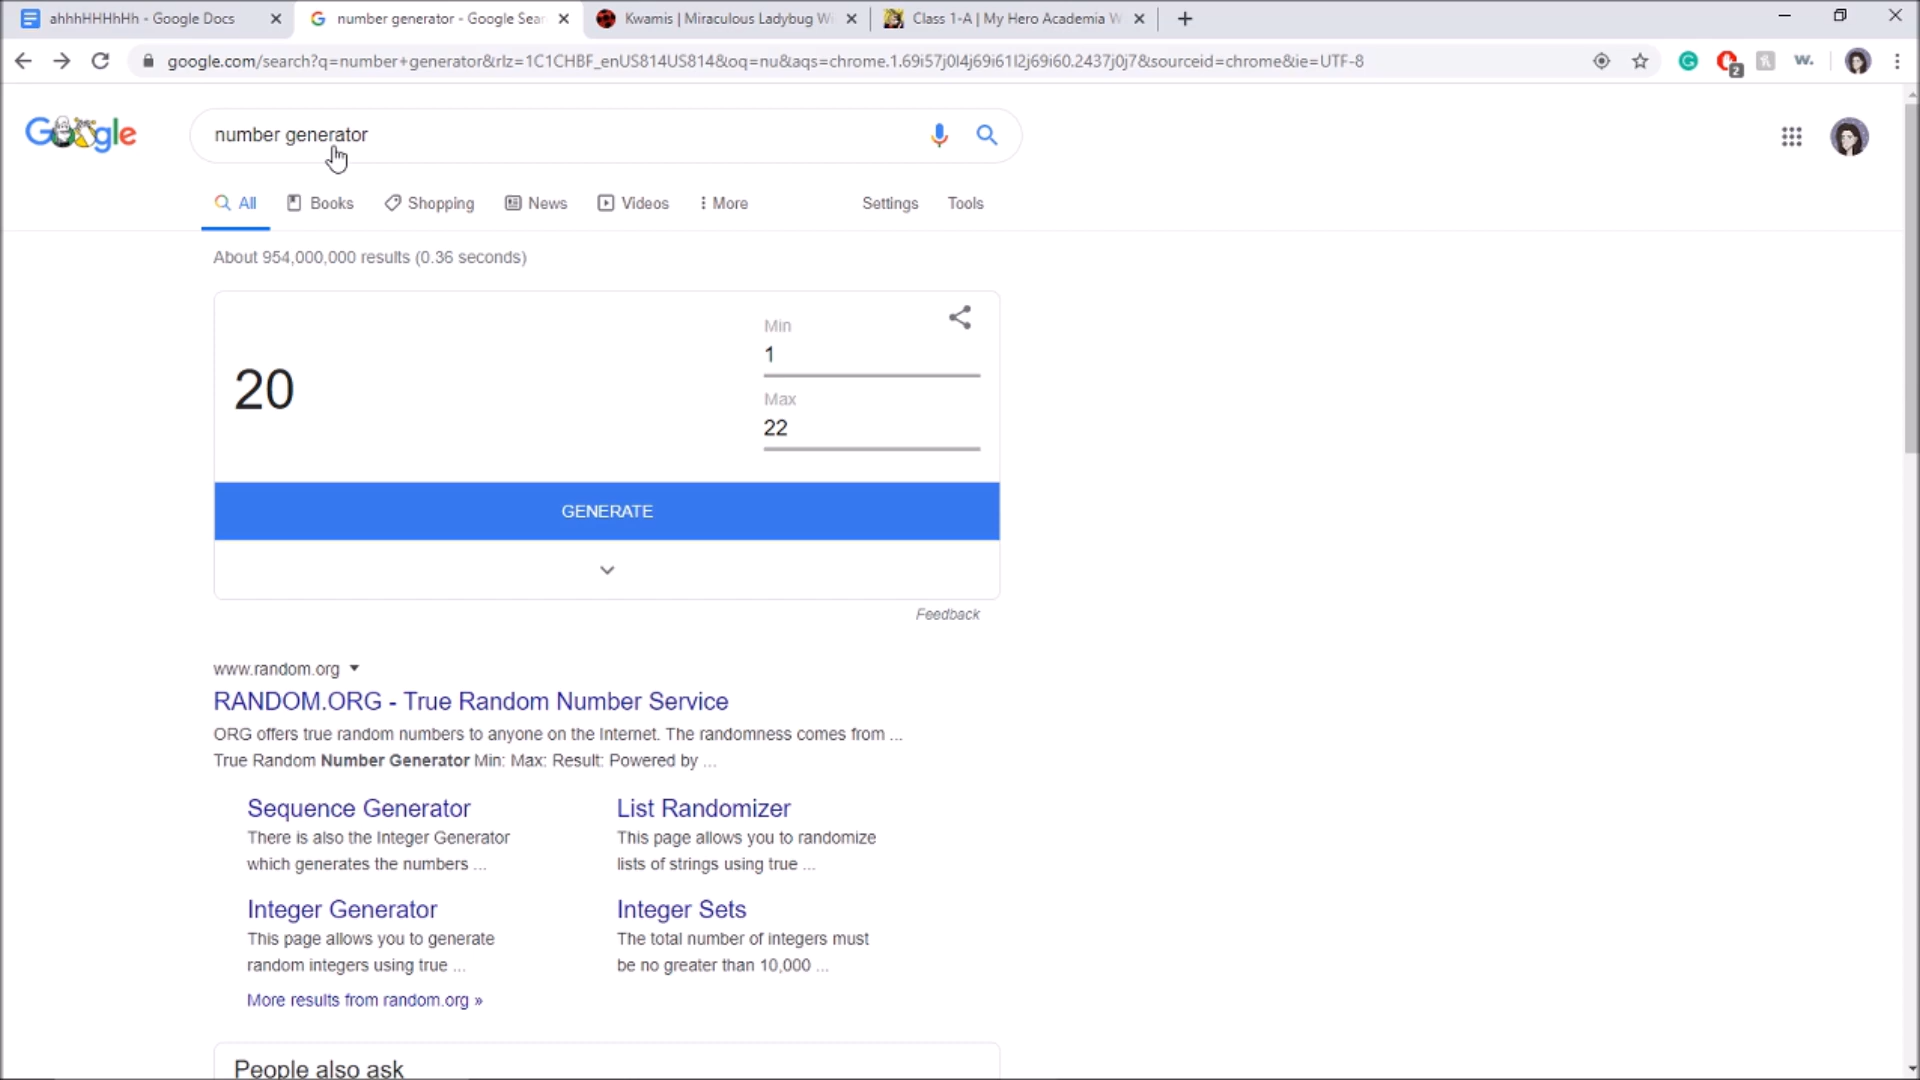 ahhhHHHhHh - Google Docs
number generator - Google Sear
Kwamis | Miraculous Ladybug Wi
Class 1-A | My Hero Academia W
google.com/search?q=number+generator&rlz=1C1CHBF_enUS814US814&oq=nu&aqs=chrome.1.69i57j0l4j69i61l2j69i60.2437j0j7&sourceid=chrome&ie=UTF-8
2
w.
Google
number generator
All
Books
Shopping
News
Videos
More
Settings
Tools
About 954,000,000 results (0.36 seconds)
Min
1
20
Max
22
GENERATE
Feedback
www.random.org
RANDOM.ORG - True Random Number Service
ORG offers true random numbers to anyone on the Internet. The randomness comes from ...
True Random Number Generator Min: Max: Result: Powered by ...
Sequence Generator
There is also the Integer Generator
which generates the numbers ...
List Randomizer
This page allows you to randomize
lists of strings using true ...
Integer Generator
This page allows you to generate
random integers using true ...
Integer Sets
The total number of integers must
be no greater than 10,000 ...
More results from random.org »
People also ask